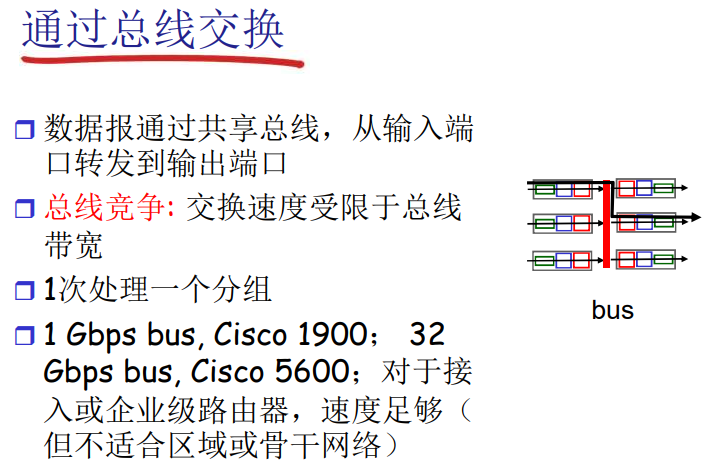 通过总线交换
数据报通过共享总线，从输入端
口转发到输出端口
总线竞争: 交换速度受限于总线
带宽
1次处理一个分组
1 Gbps bus, Cisco 1900； 32
Gbps bus, Cisco 5600；对于接
入或企业级路由器，速度足够（
但不适合区域或骨干网络）
bus